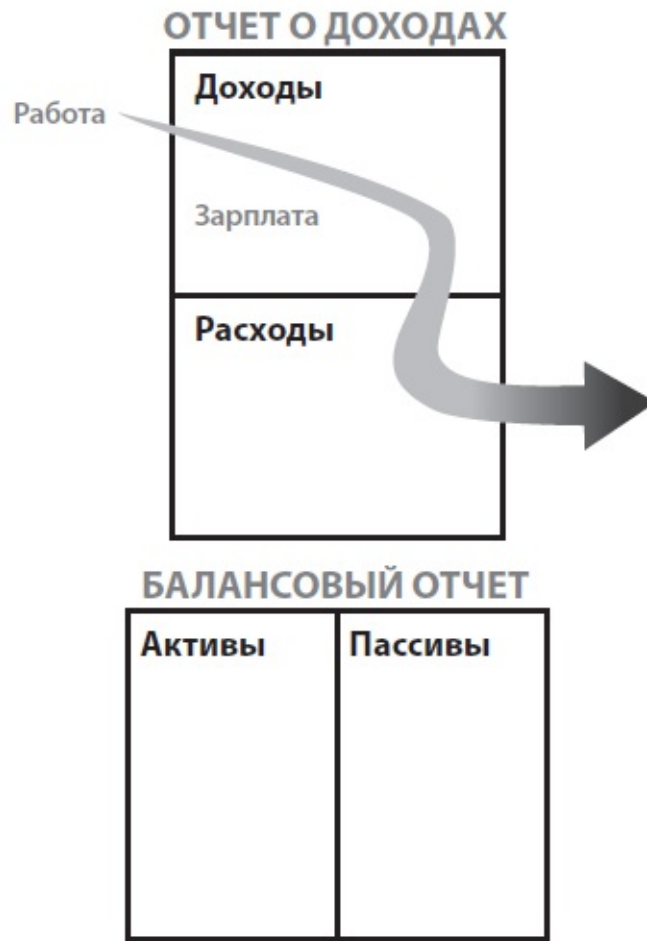 ОТЧЕТ О ДОХОДАХ
Доходы
Работа
Зарплата
Расходы
БАЛАНСОВЫЙ ОТЧЕТ
Активы
Пассивы